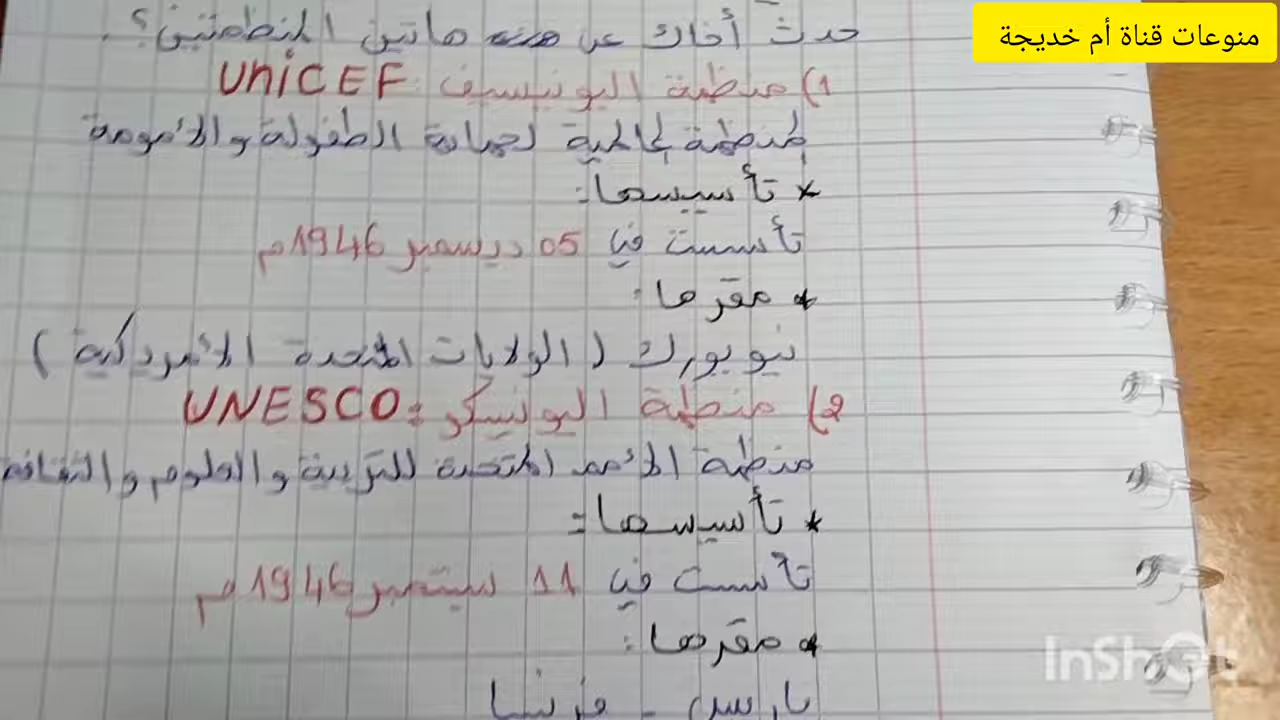 منوعات قناة أم خديجة
حدث أخاك عن هاتين المنظمتين؟.
1) منظمة اليونيسيف UNiCEF
لمنظمة عالمية لحماية الطفولة والأمومة
* تأسيسها:
تأسست في 05 ديسمبر 1946م
* مقرها:
نيويورك (الولايات المتحدة الأمريكية)
2) منظمة اليونيسكو: UNESCO
منظمة الأمم المتحدة للتربية والعلوم والثقافة
* تأسيسها:
تأسست في 11 سبتمبر 1946م
* مقرها:
باريس - فرنسا
InShot